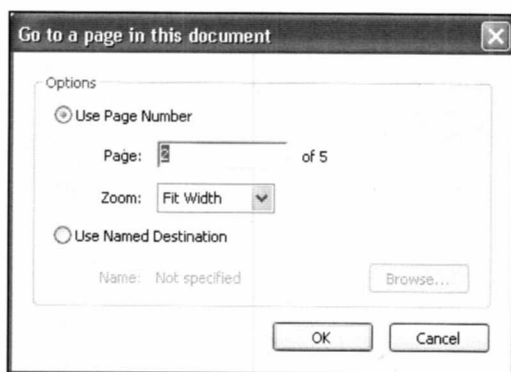 Go to a page in this document
Options
Use Page Number
Page: 2 of 5
Zoom: Fit Width
Use Named Destination
Name: Not specified Browse...
OK Cancel